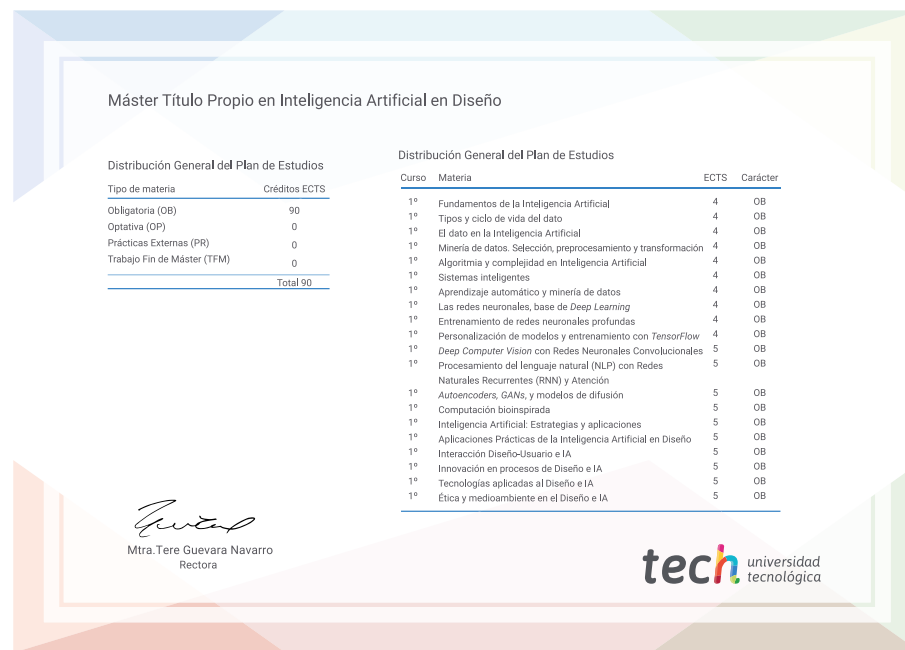 Máster Título Propio en Inteligencia Artificial en Diseño
Distribución General del Plan de Estudios
Tipo de materia Créditos ECTS
Obligatoria (OB) 90
Optativa (OP) 0
Prácticas Externas (PR) 0
Trabajo Fin de Máster (TFM) 0
Total 90
Distribución General del Plan de Estudios
Curso Materia ECTS Carácter
1º Fundamentos de la Inteligencia Artificial 4 OB
1º Tipos y ciclo de vida del dato 4 OB
1º El dato en la Inteligencia Artificial 4 OB
1º Minería de datos. Selección, preprocesamiento y transformación 4 OB
1º Algoritmia y complejidad en Inteligencia Artificial 4 OB
1º Sistemas inteligentes 4 OB
1º Aprendizaje automático y minería de datos 4 OB
1º Las redes neuronales, base de Deep Learning 4 OB
1º Entrenamiento de redes neuronales profundas 4 OB
1º Personalización de modelos y entrenamiento con TensorFlow 4 OB
1º Deep Computer Vision con Redes Neuronales Convolucionales 5 OB
1º Procesamiento del lenguaje natural (NLP) con Redes 5 OB
Naturales Recurrentes (RNN) y Atención
1º Autoencoders, GANs, y modelos de difusión 5 OB
1º Computación bioinspirada 5 OB
1º Inteligencia Artificial: Estrategias y aplicaciones 5 OB
1º Aplicaciones Prácticas de la Inteligencia Artificial en Diseño 5 OB
1º Interacción Diseño-Usuario e IA 5 OB
1º Innovación en procesos de Diseño e IA 5 OB
1º Tecnologías aplicadas al Diseño e IA 5 OB
1º Ética y medioambiente en el Diseño e IA 5 OB
Mtra.Tere Guevara Navarro
Rectora
tech universidad
tecnológica